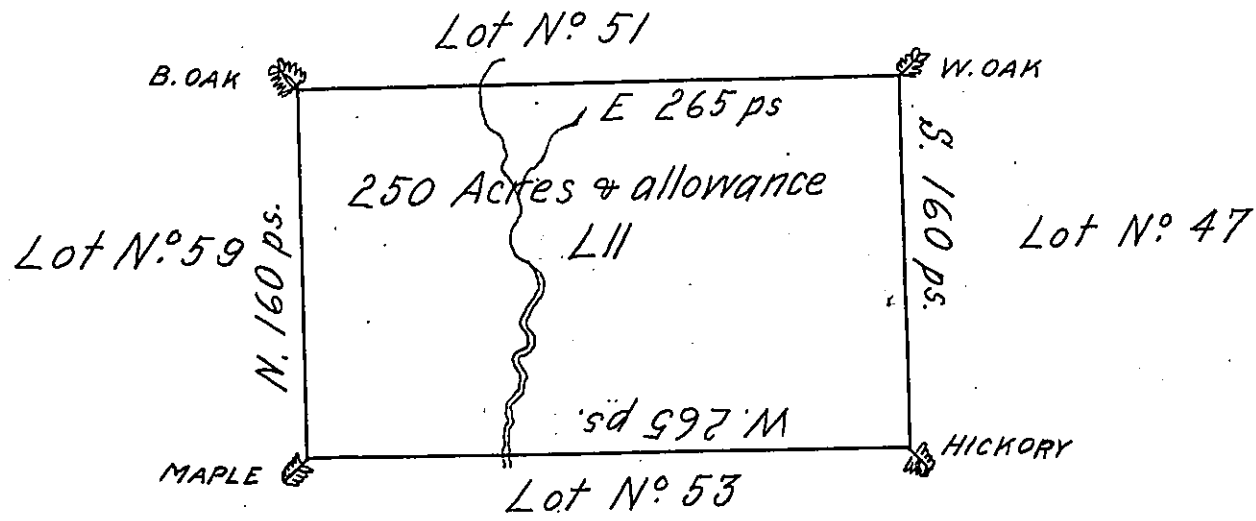 Lot Nº 51
B. OAK
W. OAK
E 265 ps
S. 160 ps.
250 Acres & allowance
LII
Lot Nº 59
N. 160 ps.
Lot Nº 47
W. 265 ps.
MAPLE
HICKORY
Lot Nº 53